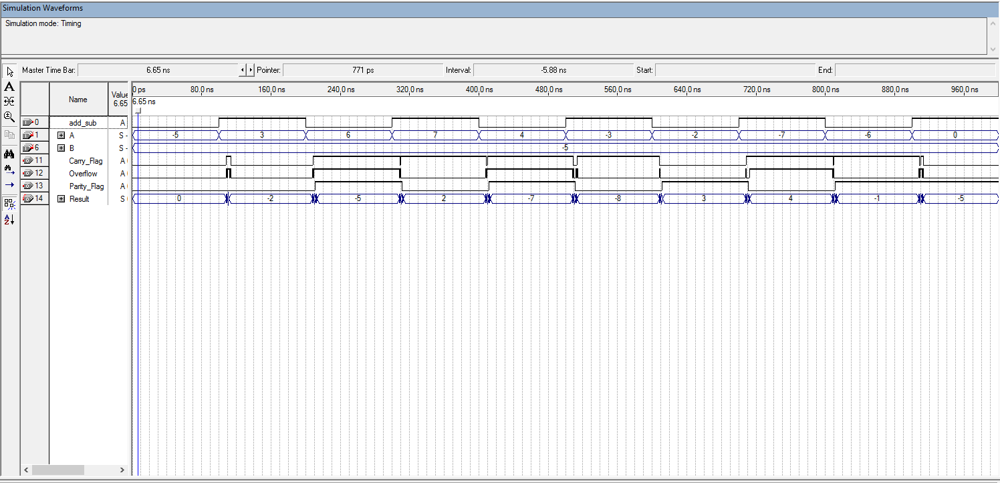 Simulation Waveforms
Simulation mode: Timing
Master Time Bar: 6.65 ns Pointer: 771 ps Interval: -5.88 ns Start: End:
Name Value 6.65
0 ps 80.0 ns 160.0 ns 240.0 ns 320.0 ns 400.0 ns 480.0 ns 560.0 ns 640.0 ns 720.0 ns 800.0 ns 880.0 ns 960.0 ns
6.65 ns
0 add_sub A
1 A S - -5 3 6 7 4 -3 -2 -7 -6 0
6 B S - -5
11 Carry_Flag A
12 Overflow A
13 Parity_Flag A
14 Result S 0 -2 -5 2 -7 -8 3 4 -1 -5